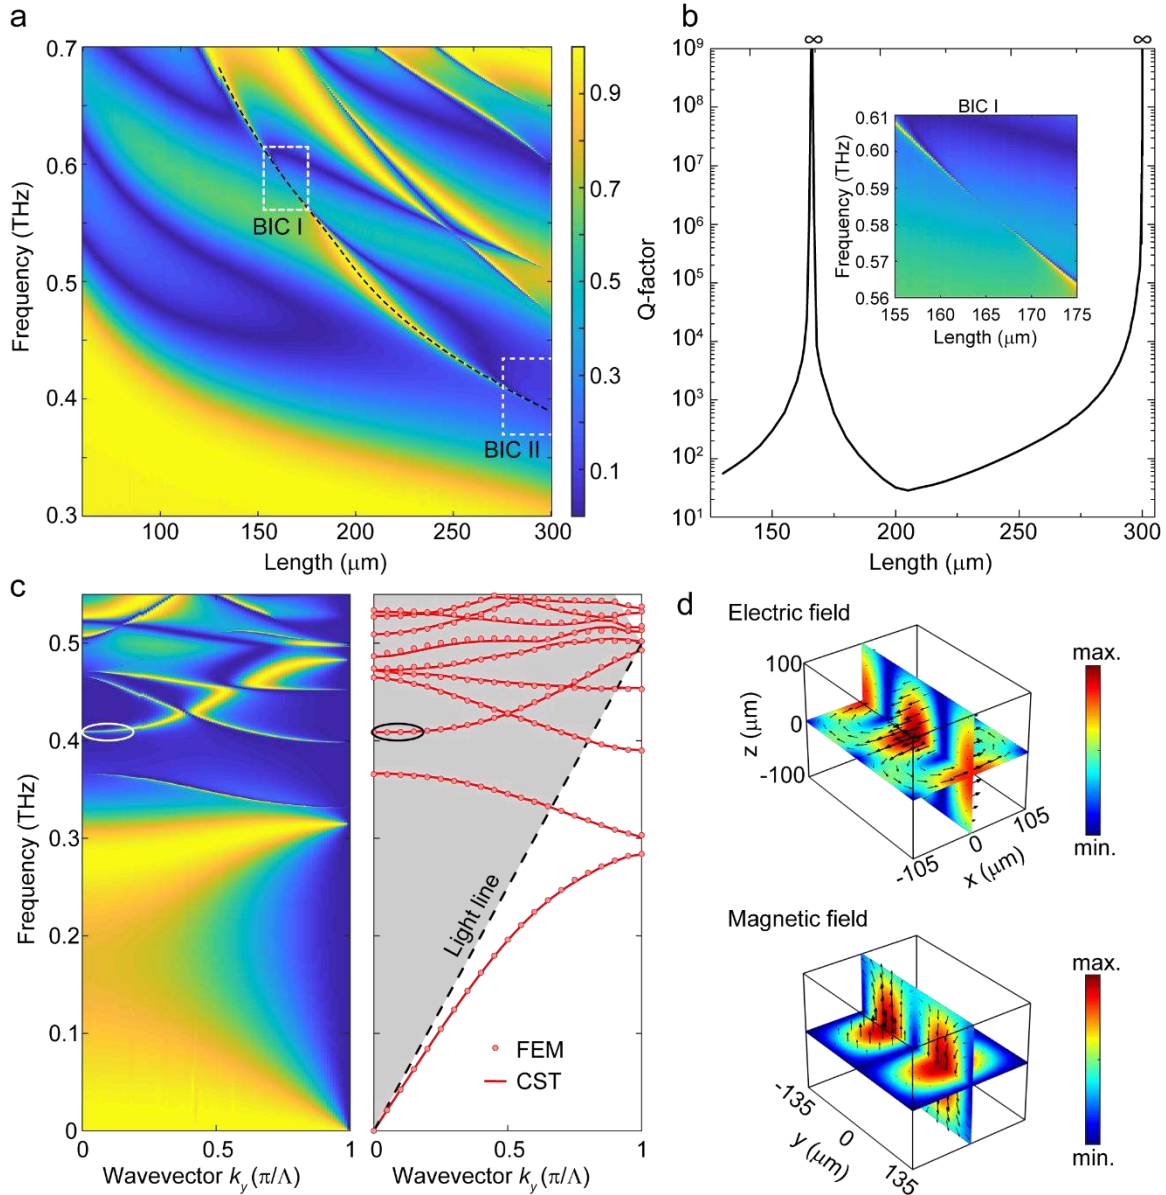 a
0.7
0.6
0.5
0.4
0.3
Frequency (THz)
100 150 200 250 300
Length (μm)
BIC I
BIC II
0.9
0.7
0.5
0.3
0.1
b
∞ ∞
10⁹
10⁸
10⁷
10⁶
10⁵
10⁴
10³
10²
10¹
Q-factor
150 200 250 300
Length (μm)
BIC I
0.61
0.60
0.59
0.58
0.57
0.56
Frequency (THz)
155 160 165 170 175
Length (μm)
c
0.5
0.4
0.3
0.2
0.1
0
Frequency (THz)
0 0.5 1
Wavevector k_y (π/Λ)
Light line
FEM
CST
0 0.5 1
Wavevector k_y (π/Λ)
d
Electric field
100
0
-100
z (μm)
-105 0 105
x (μm)
max.
min.
Magnetic field
-135 0 135
y (μm)
max.
min.